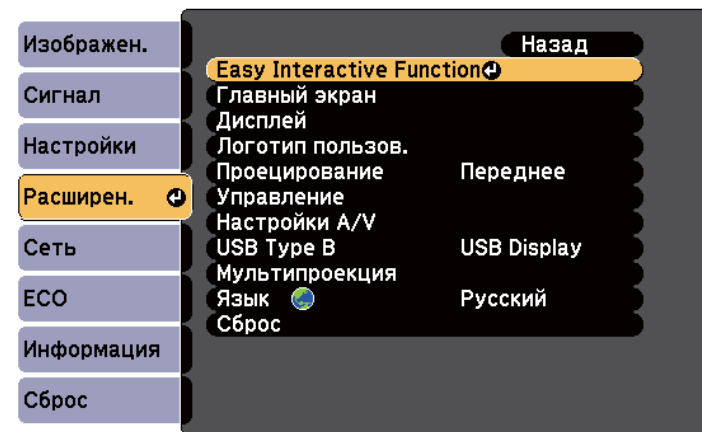 Изображен.
Сигнал
Настройки
Расширен.
Сеть
ECO
Информация
Сброс
Назад
Easy Interactive Function
Главный экран
Дисплей
Логотип пользов.
Проецирование Переднее
Управление
Настройки A/V
USB Type B USB Display
Мультипроекция
Язык Русский
Сброс